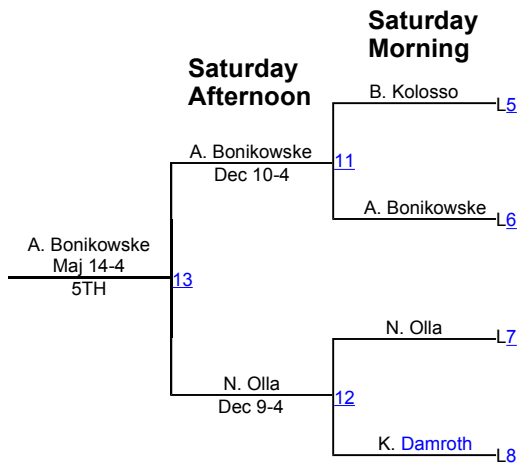 Saturday
Morning
Saturday
Afternoon
B. Kolosso
L5
A. Bonikowske
Dec 10-4
11
A. Bonikowske
L6
A. Bonikowske
Maj 14-4
5TH
13
N. Olla
L7
N. Olla
Dec 9-4
12
K. Damroth
L8